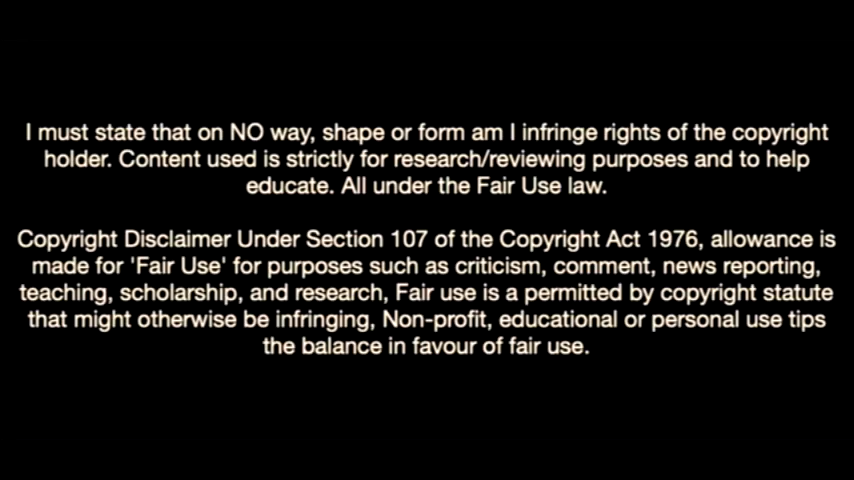 I must state that on NO way, shape or form am I infringe rights of the copyright
holder. Content used is strictly for research/reviewing purposes and to help
educate. All under the Fair Use law.
Copyright Disclaimer Under Section 107 of the Copyright Act 1976, allowance is
made for 'Fair Use' for purposes such as criticism, comment, news reporting,
teaching, scholarship, and research, Fair use is a permitted by copyright statute
that might otherwise be infringing, Non-profit, educational or personal use tips
the balance in favour of fair use.